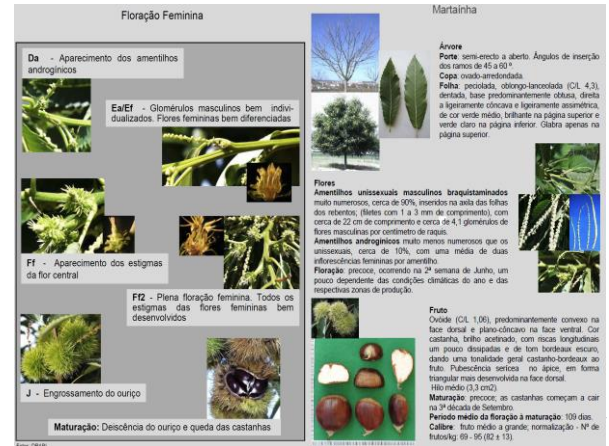 Floração Feminina
Da - Aparecimento dos amentilhos
androgínicos
Ea/Ef - Glomérulos masculinos bem indivi-
dualizados. Flores femininas bem diferenciadas
Ff - Aparecimento dos estigmas
da flor central
Ff2 - Plena floração feminina. Todos os
estigmas das flores femininas bem
desenvolvidos
J - Engrossamento do ouriço
Maturação: Deiscência do ouriço e queda das castanhas
Martaínha
Árvore
Porte: semi-erecto a aberto. Ângulos de inserção
dos ramos de 45 a 60 º.
Copa: ovado-arredondada.
Folha: peciolada, oblongo-lanceolada (C/L 4,3),
dentada, base predominantemente obtusa, direita
a ligeiramente côncava e ligeiramente assimétrica,
de cor verde médio, brilhante na página superior e
verde claro na página inferior. Glabra apenas na
página superior.
Flores
Amentilhos unissexuais masculinos braquistaminados
muito numerosos, cerca de 90%, inseridos na axila das folhas
dos rebentos; (filetes com 1 a 3 mm de comprimento), com
cerca de 22 cm de comprimento e cerca de 4,1 glomérulos de
flores masculinas por centímetro de raquis.
Amentilhos androgínicos muito menos numerosos que os
unissexuais, cerca de 10%, com uma média de duas
inflorescências femininas por amentilho.
Floração: precoce, ocorrendo na 2ª semana de Junho, um
pouco dependente das condições climáticas do ano e das
respectivas zonas de produção.
Fruto
Ovóide (C/L 1,06), predominantemente convexo na
face dorsal e plano-côncavo na face ventral. Cor
castanha, brilho acetinado, com riscas longitudinais
um pouco dissipadas e de tom bordeaux escuro,
dando uma tonalidade geral castanho-bordeaux ao
fruto. Pubescência sericea no ápice, em forma
triangular mais desenvolvida na face dorsal.
Hilo médio (3,3 cm2)
Maturação: precoce; as castanhas começam a cair
na 3ª década de Setembro.
Período médio da floração à maturação: 109 dias.
Calibre: fruto médio a grande; normalização - Nº de
frutos/kg: 69 - 95 (82 ± 13).